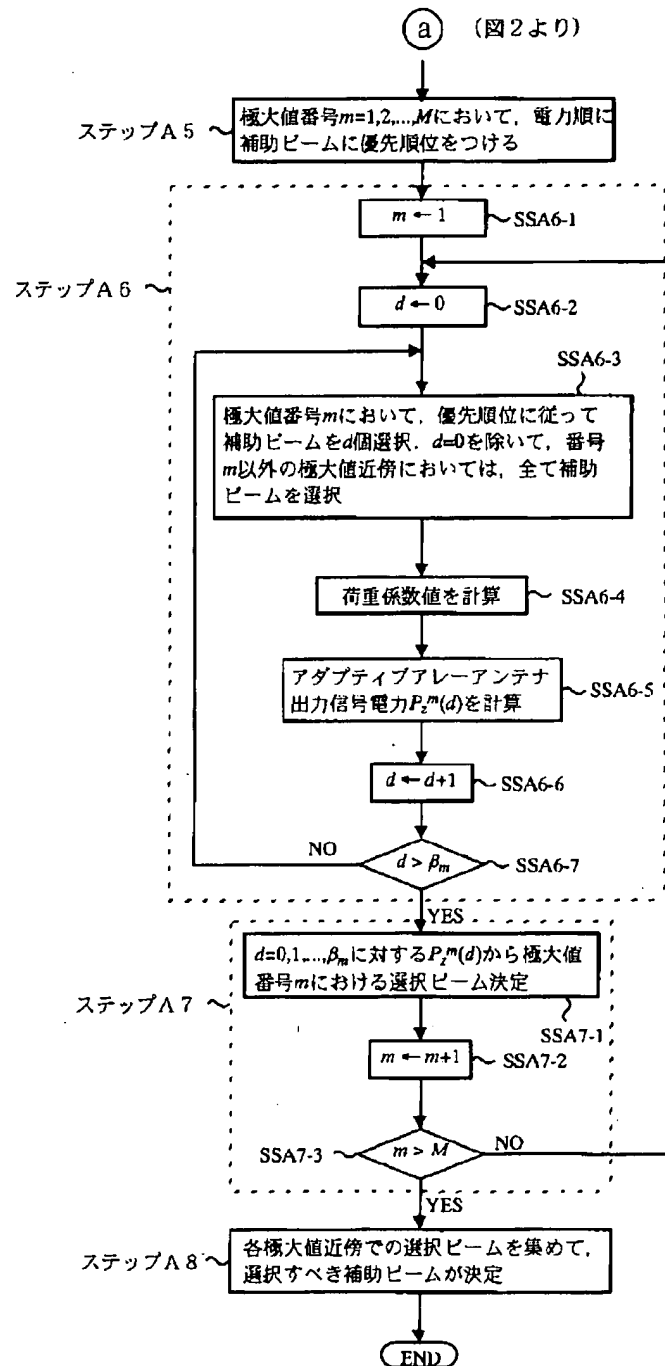 a (図2より)
ステップA5
極大値番号m=1,2,...,Mにおいて，電力順に
補助ビームに優先順位をつける
ステップA6
m ← 1
SSA6-1
d ← 0
SSA6-2
SSA6-3
極大値番号mにおいて，優先順位に従って
補助ビームをd個選択．d=0を除いて，番号
m以外の極大値近傍においては，全て補助
ビームを選択
荷重係数値を計算
SSA6-4
アダプティブアレーアンテナ
出力信号電力Pzᵐ(d)を計算
SSA6-5
d ← d+1
SSA6-6
NO
d > βm
SSA6-7
YES
ステップA7
d=0,1,...,βmに対するPzᵐ(d)から極大値
番号mにおける選択ビーム決定
SSA7-1
m ← m+1
SSA7-2
SSA7-3
m > M
NO
YES
ステップA8
各極大値近傍での選択ビームを集めて，
選択すべき補助ビームが決定
END